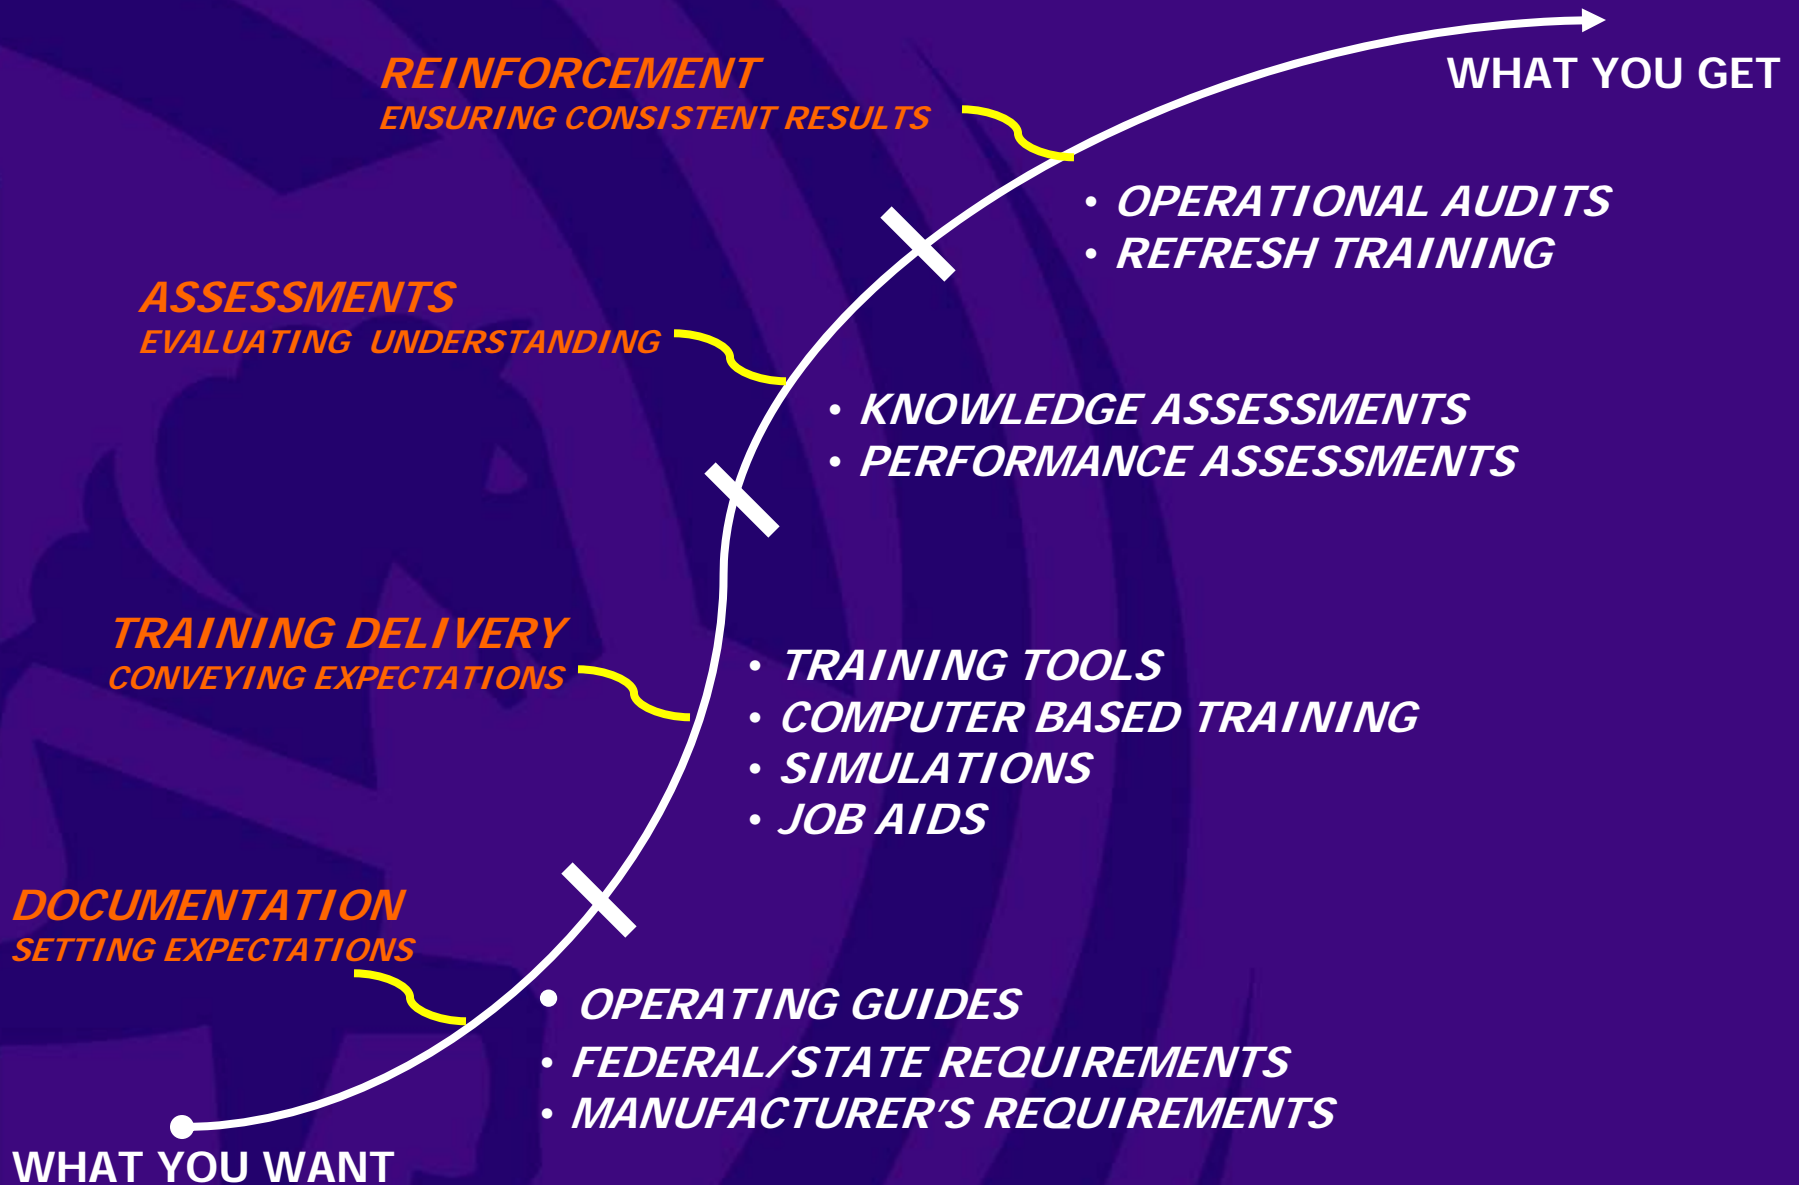 WHAT YOU GET
REINFORCEMENT
ENSURING CONSISTENT RESULTS
• OPERATIONAL AUDITS
• REFRESH TRAINING
ASSESSMENTS
EVALUATING UNDERSTANDING
• KNOWLEDGE ASSESSMENTS
• PERFORMANCE ASSESSMENTS
TRAINING DELIVERY
CONVEYING EXPECTATIONS
• TRAINING TOOLS
• COMPUTER BASED TRAINING
• SIMULATIONS
• JOB AIDS
DOCUMENTATION
SETTING EXPECTATIONS
• OPERATING GUIDES
• FEDERAL/STATE REQUIREMENTS
• MANUFACTURER’S REQUIREMENTS
WHAT YOU WANT